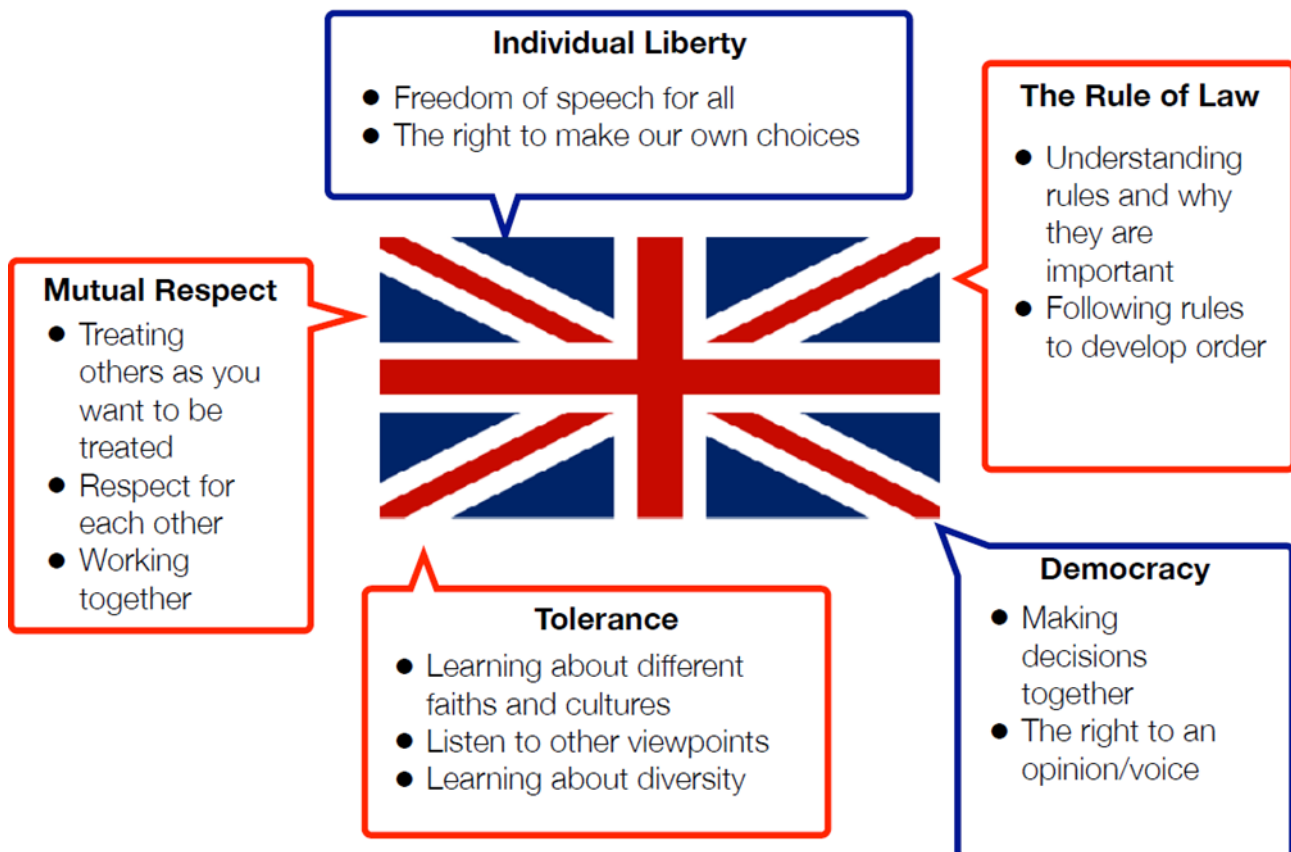 Individual Liberty
● Freedom of speech for all
● The right to make our own choices
The Rule of Law
● Understanding
rules and why
they are
important
● Following rules
to develop order
Mutual Respect
● Treating
others as you
want to be
treated
● Respect for
each other
● Working
together
Tolerance
● Learning about different
faiths and cultures
● Listen to other viewpoints
● Learning about diversity
Democracy
● Making
decisions
together
● The right to an
opinion/voice